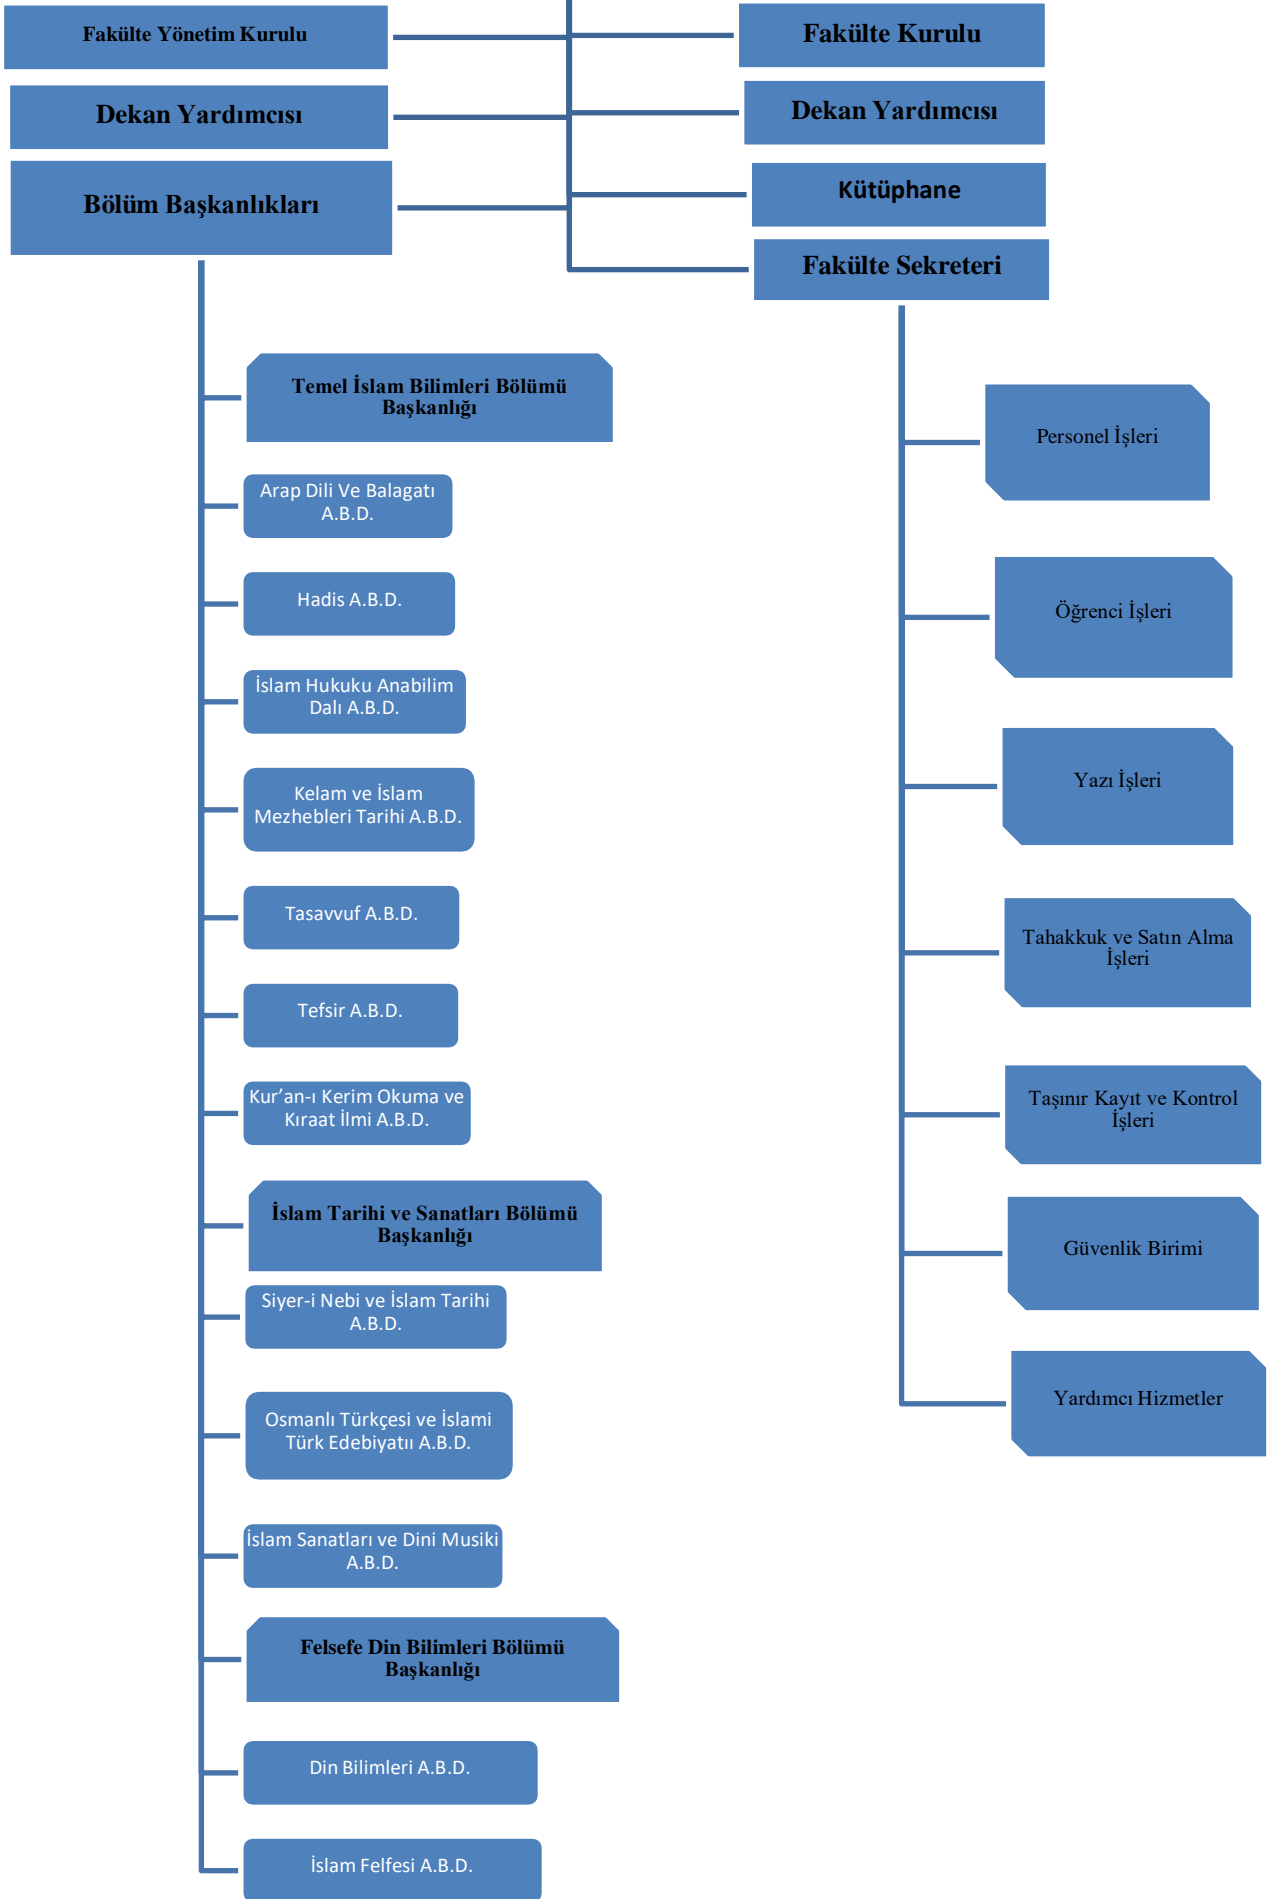 Fakülte Yönetim Kurulu
Fakülte Kurulu
Dekan Yardımcısı
Dekan Yardımcısı
Bölüm Başkanlıkları
Kütüphane
Fakülte Sekreteri
Temel İslam Bilimleri Bölümü
Başkanlığı
Arap Dili Ve Balagatı
A.B.D.
Hadis A.B.D.
İslam Hukuku Anabilim
Dalı A.B.D.
Kelam ve İslam
Mezhebleri Tarihi A.B.D.
Tasavvuf A.B.D.
Tefsir A.B.D.
Kur’an-ı Kerim Okuma ve
Kıraat İlmi A.B.D.
İslam Tarihi ve Sanatları Bölümü
Başkanlığı
Siyer-i Nebi ve İslam Tarihi
A.B.D.
Osmanlı Türkçesi ve İslami
Türk Edebiyatıı A.B.D.
İslam Sanatları ve Dini Musiki
A.B.D.
Felsefe Din Bilimleri Bölümü
Başkanlığı
Din Bilimleri A.B.D.
İslam Felfesi A.B.D.
Personel İşleri
Öğrenci İşleri
Yazı İşleri
Tahakkuk ve Satın Alma
İşleri
Taşınır Kayıt ve Kontrol
İşleri
Güvenlik Birimi
Yardımcı Hizmetler